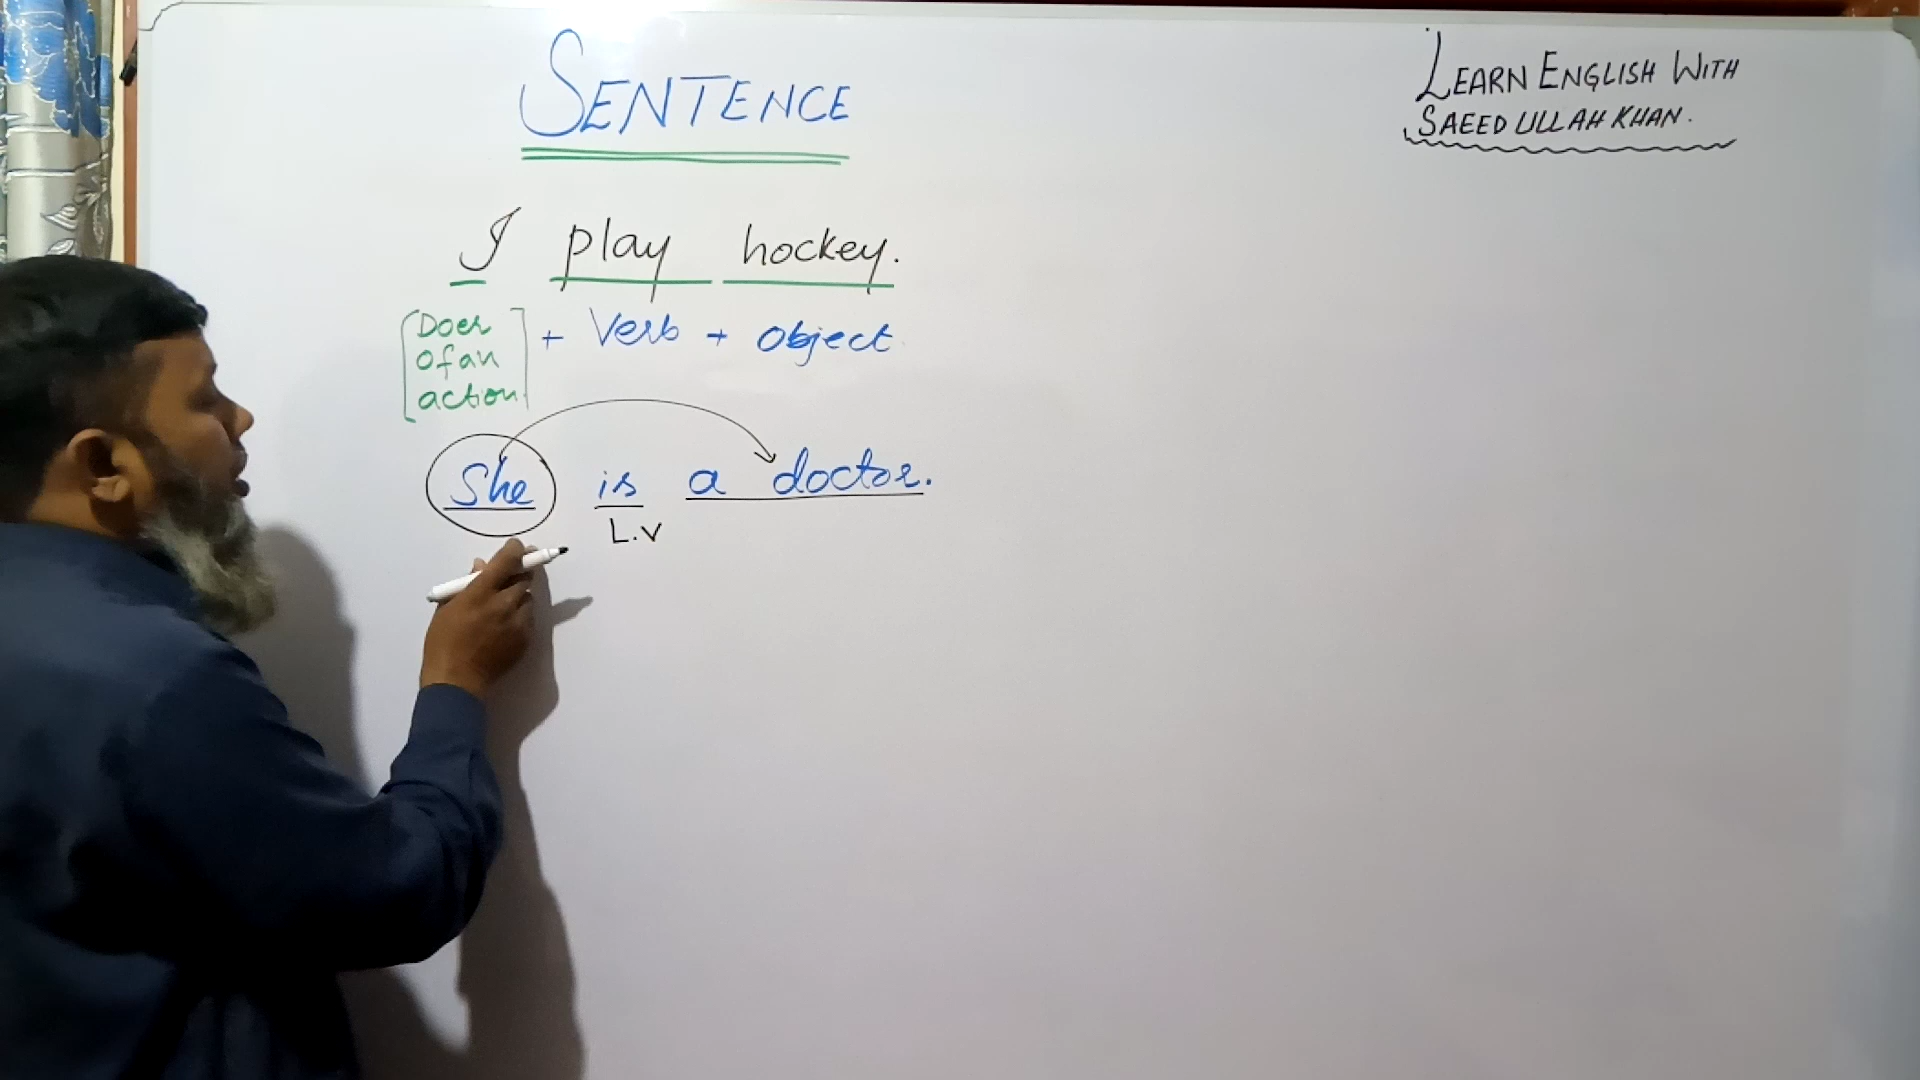 SENTENCE
LEARN ENGLISH WITH
SAEED ULLAH KHAN.
I play hockey.
[Doer of an action] + Verb + object
She is a doctor.
L.V